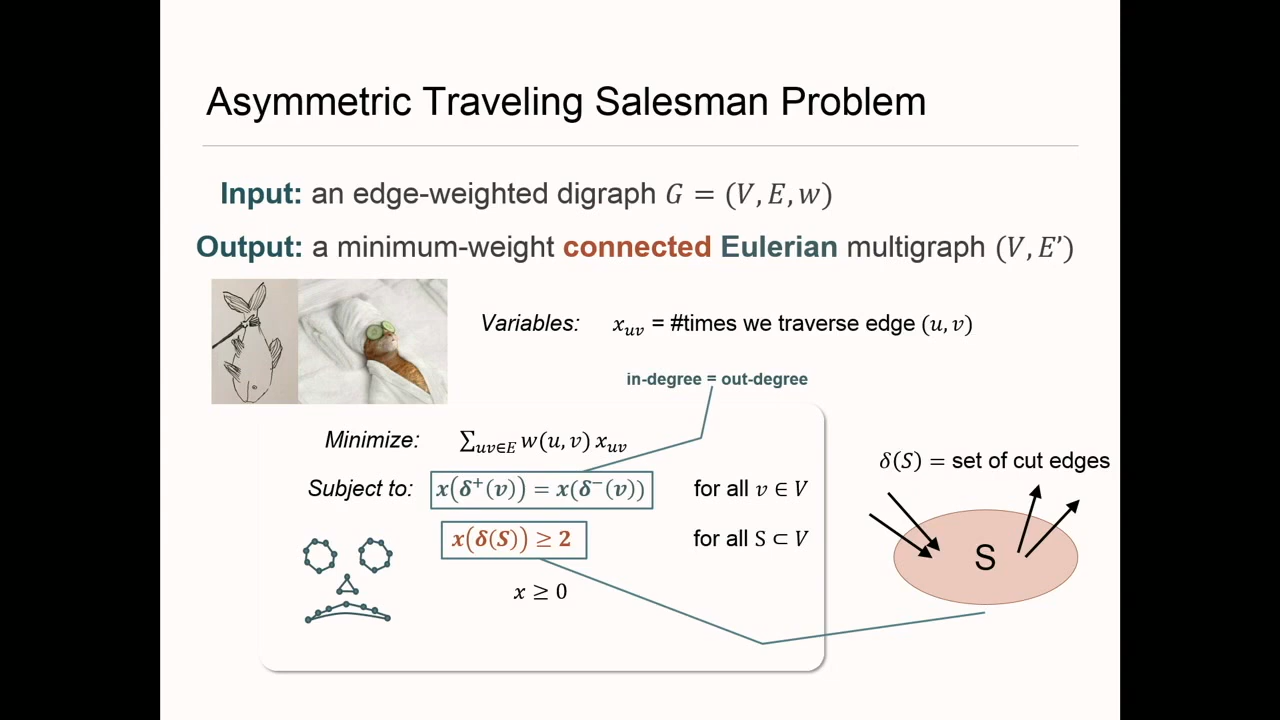 Asymmetric Traveling Salesman Problem
Input: an edge-weighted digraph G = (V, E, w)
Output: a minimum-weight connected Eulerian multigraph (V, E’)
Variables: x_uv = #times we traverse edge (u, v)
in-degree = out-degree
Minimize: ∑_uv∈E w(u, v) x_uv
Subject to: x(δ⁺(v)) = x(δ⁻(v)) for all v ∈ V
x(δ(S)) ≥ 2 for all S ⊂ V
x ≥ 0
δ(S) = set of cut edges
S